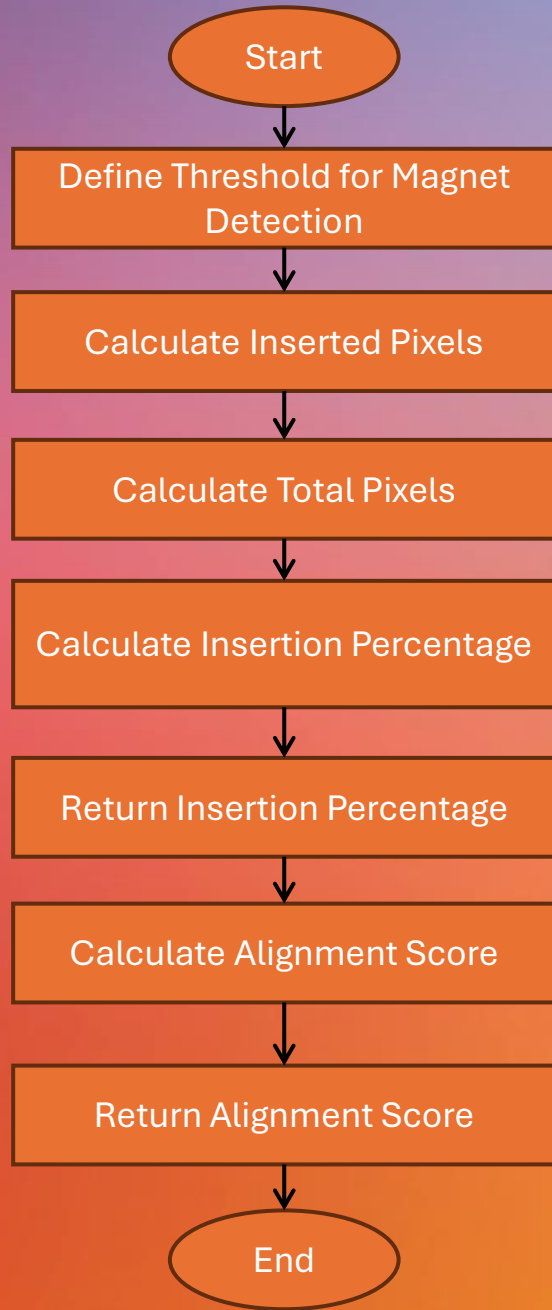 Start
Define Threshold for Magnet
Detection
Calculate Inserted Pixels
Calculate Total Pixels
Calculate Insertion Percentage
Return Insertion Percentage
Calculate Alignment Score
Return Alignment Score
End